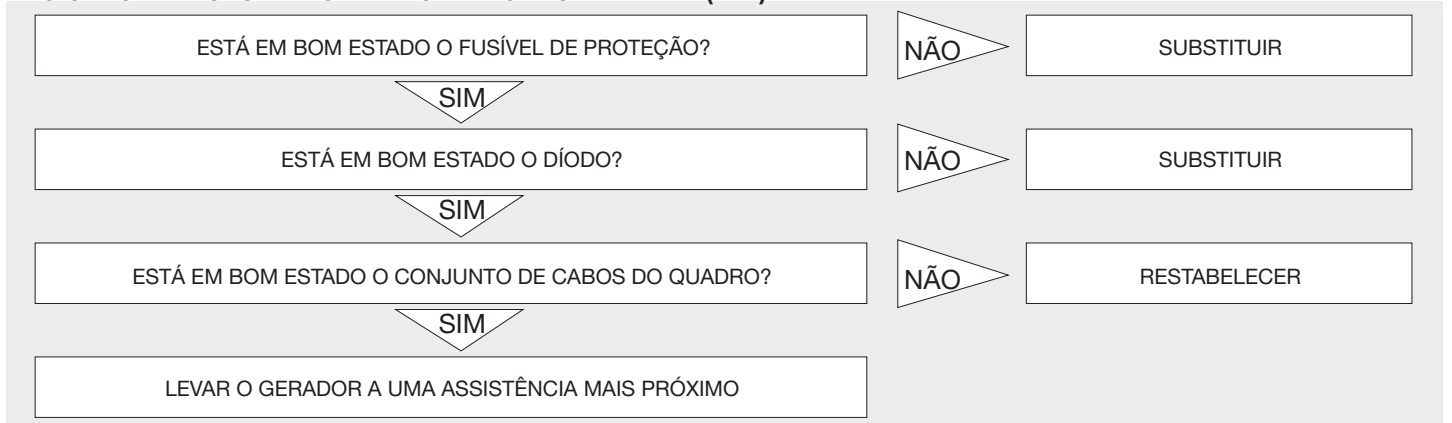 ESTÁ EM BOM ESTADO O FUSÍVEL DE PROTEÇÃO?
NÃO
SUBSTITUIR
SIM
ESTÁ EM BOM ESTADO O DÍODO?
NÃO
SUBSTITUIR
SIM
ESTÁ EM BOM ESTADO O CONJUNTO DE CABOS DO QUADRO?
NÃO
RESTABELECER
SIM
LEVAR O GERADOR A UMA ASSISTÊNCIA MAIS PRÓXIMO